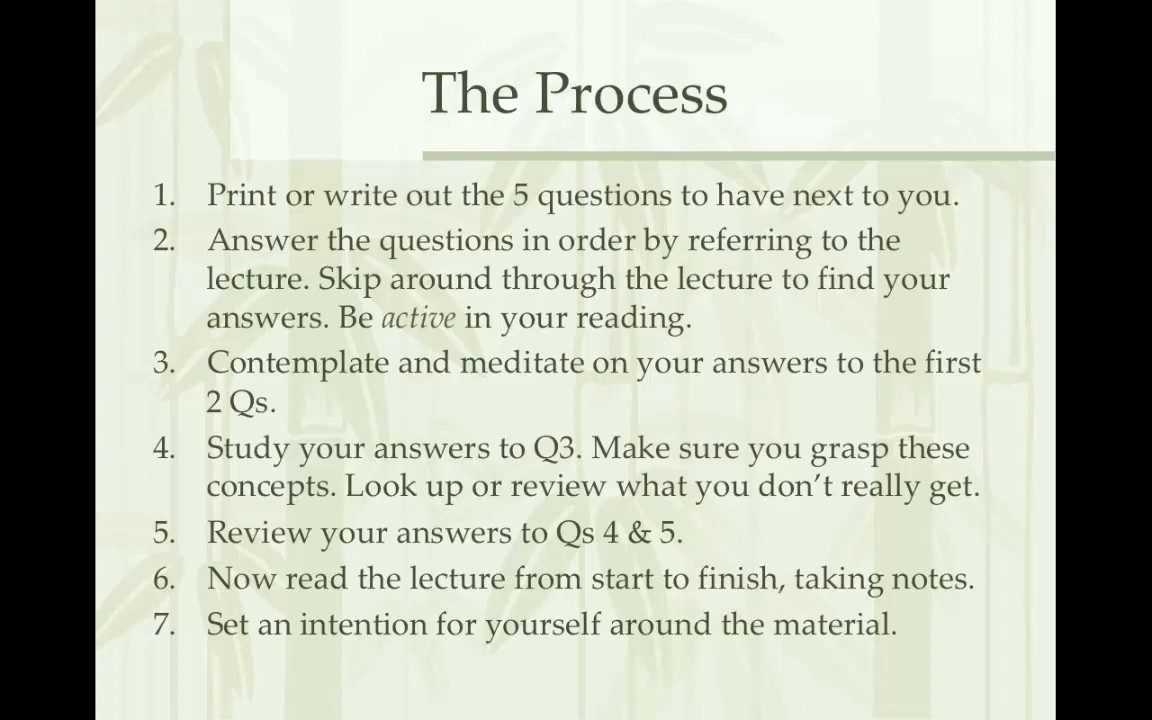 The Process
1. Print or write out the 5 questions to have next to you.
2. Answer the questions in order by referring to the
lecture. Skip around through the lecture to find your
answers. Be active in your reading.
3. Contemplate and meditate on your answers to the first
2 Qs.
4. Study your answers to Q3. Make sure you grasp these
concepts. Look up or review what you don’t really get.
5. Review your answers to Qs 4 & 5.
6. Now read the lecture from start to finish, taking notes.
7. Set an intention for yourself around the material.